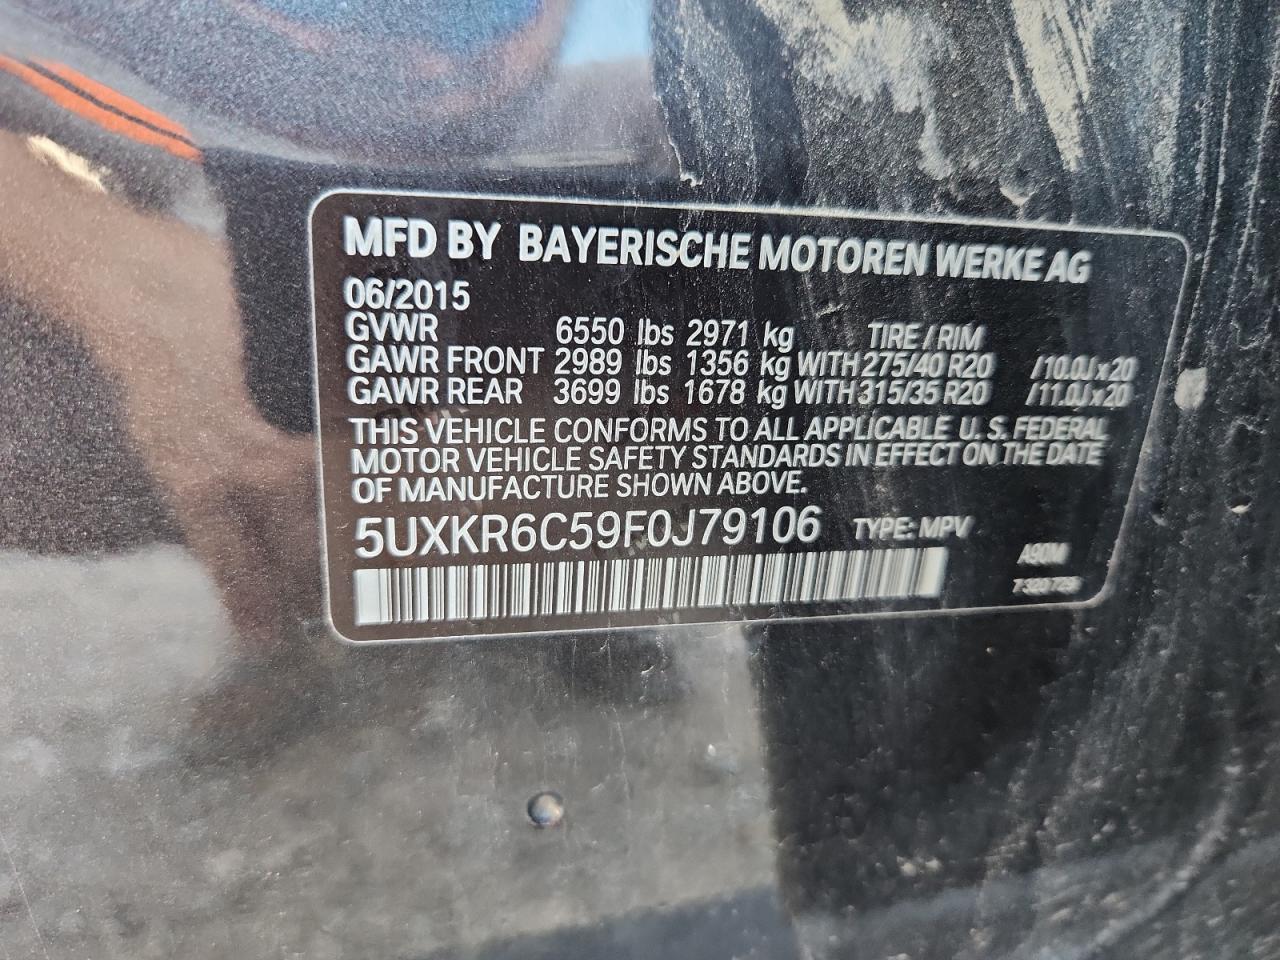 MFD BY BAYERISCHE MOTOREN WERKE AG
06/2015
GVWR 6550 lbs 2971 kg TIRE / RIM
GAWR FRONT 2989 lbs 1356 kg WITH 275/40 R20 /10.0J x 20
GAWR REAR 3699 lbs 1678 kg WITH 315/35 R20 /11.0J x 20
THIS VEHICLE CONFORMS TO ALL APPLICABLE U. S. FEDERAL
MOTOR VEHICLE SAFETY STANDARDS IN EFFECT ON THE DATE
OF MANUFACTURE SHOWN ABOVE.
5UXKR6C59F0J79106 TYPE: MPV
A90M